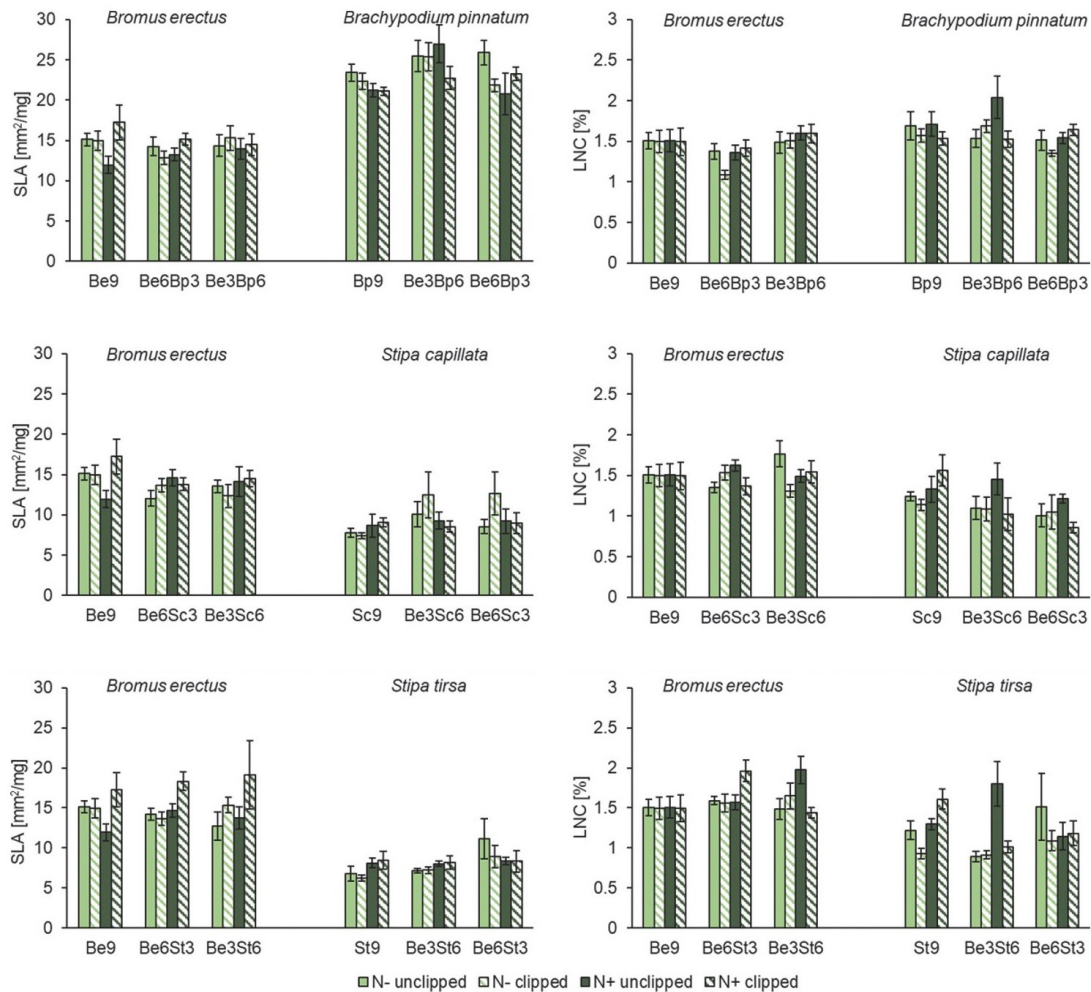 Bromus erectus Brachypodium pinnatum
SLA [mm²/mg]
30
25
20
15
10
5
0
Be9 Be6Bp3 Be3Bp6 Bp9 Be3Bp6 Be6Bp3
Bromus erectus Brachypodium pinnatum
LNC [%]
3
2.5
2
1.5
1
0.5
0
Be9 Be6Bp3 Be3Bp6 Bp9 Be3Bp6 Be6Bp3
Bromus erectus Stipa capillata
SLA [mm²/mg]
30
25
20
15
10
5
0
Be9 Be6Sc3 Be3Sc6 Sc9 Be3Sc6 Be6Sc3
Bromus erectus Stipa capillata
LNC [%]
3
2.5
2
1.5
1
0.5
0
Be9 Be6Sc3 Be3Sc6 Sc9 Be3Sc6 Be6Sc3
Bromus erectus Stipa tirsa
SLA [mm²/mg]
30
25
20
15
10
5
0
Be9 Be6St3 Be3St6 St9 Be3St6 Be6St3
Bromus erectus Stipa tirsa
LNC [%]
3
2.5
2
1.5
1
0.5
0
Be9 Be6St3 Be3St6 St9 Be3St6 Be6St3
N- unclipped N- clipped N+ unclipped N+ clipped